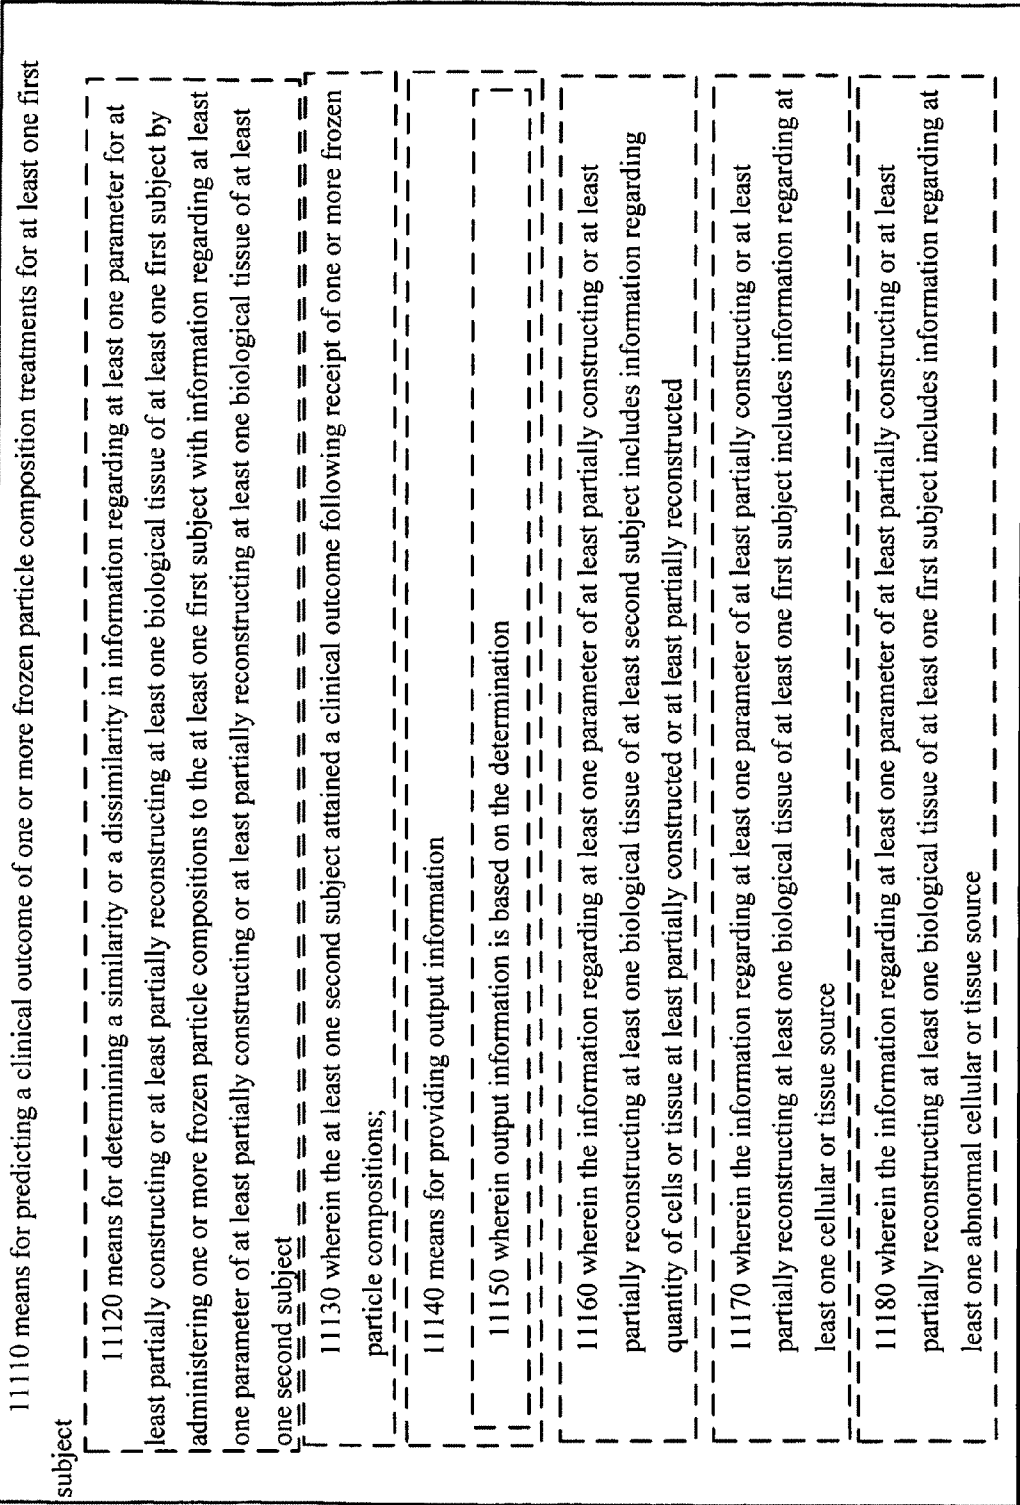 11110 means for predicting a clinical outcome of one or more frozen particle composition treatments for at least one first
subject
11120 means for determining a similarity or a dissimilarity in information regarding at least one parameter for at
least partially constructing or at least partially reconstructing at least one biological tissue of at least one first subject by
administering one or more frozen particle compositions to the at least one first subject with information regarding at least
one parameter of at least partially constructing or at least partially reconstructing at least one biological tissue of at least
one second subject
11130 wherein the at least one second subject attained a clinical outcome following receipt of one or more frozen
particle compositions;
11140 means for providing output information
11150 wherein output information is based on the determination
11160 wherein the information regarding at least one parameter of at least partially constructing or at least
partially reconstructing at least one biological tissue of at least second subject includes information regarding
quantity of cells or tissue at least partially constructed or at least partially reconstructed
11170 wherein the information regarding at least one parameter of at least partially constructing or at least
partially reconstructing at least one biological tissue of at least one first subject includes information regarding at
least one cellular or tissue source
11180 wherein the information regarding at least one parameter of at least partially constructing or at least
partially reconstructing at least one biological tissue of at least one first subject includes information regarding at
least one abnormal cellular or tissue source